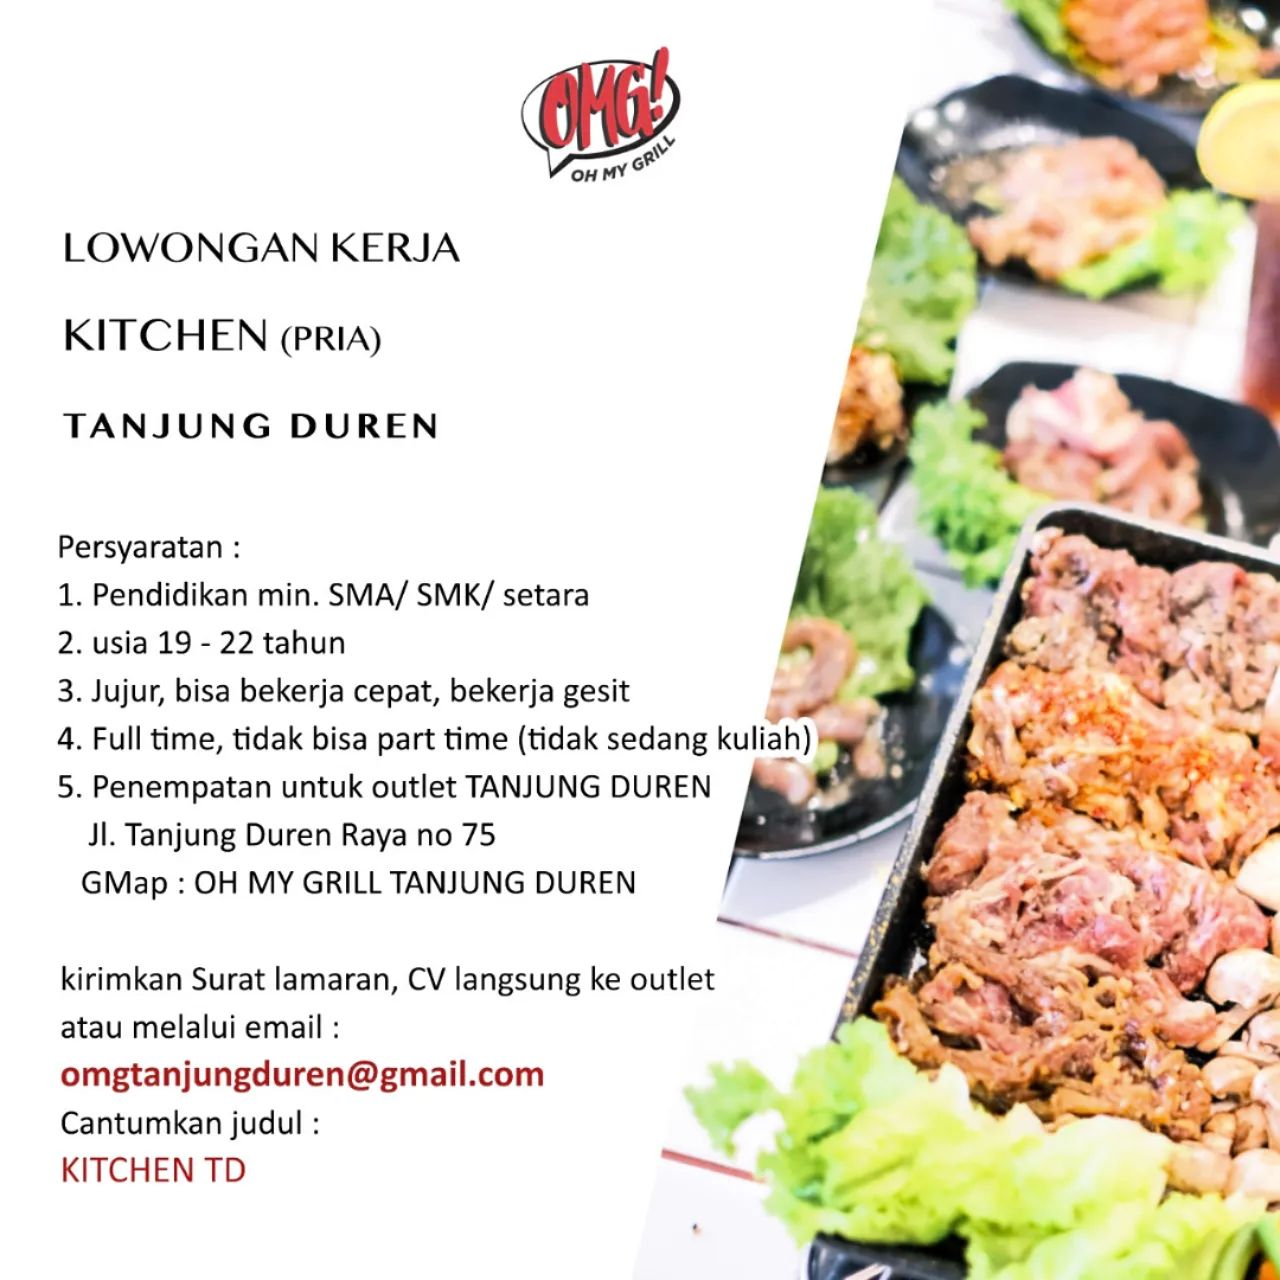 OMG!
OH MY GRILL
LOWONGAN KERJA
KITCHEN (PRIA)
TANJUNG DUREN
Persyaratan :
1. Pendidikan min. SMA/ SMK/ setara
2. usia 19 - 22 tahun
3. Jujur, bisa bekerja cepat, bekerja gesit
4. Full time, tidak bisa part time (tidak sedang kuliah)
5. Penempatan untuk outlet TANJUNG DUREN
Jl. Tanjung Duren Raya no 75
GMap : OH MY GRILL TANJUNG DUREN
kirimkan Surat lamaran, CV langsung ke outlet
atau melalui email :
omgtanjungduren@gmail.com
Cantumkan judul :
KITCHEN TD